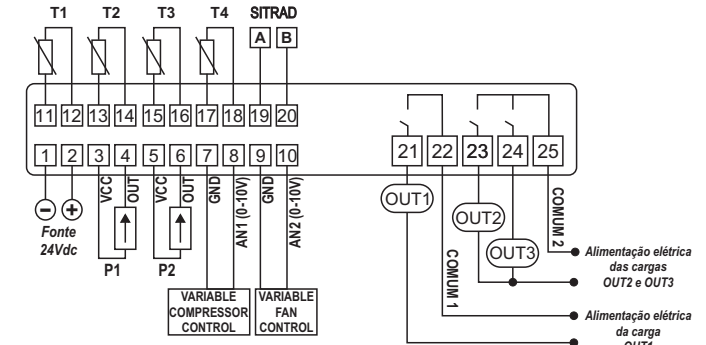 T1 T2 T3 T4 SITRAD
A B
11 12 13 14 15 16 17 18 19 20
21 22 23 24 25
1 2 3 4 5 6 7 8 9 10
VCC OUT VCC OUT GND AN1 (0-10V) GND AN2 (0-10V)
Fonte
24Vdc
P1 P2
VARIABLE
COMPRESSOR
CONTROL
VARIABLE
FAN
CONTROL
OUT1
OUT2
OUT3
COMUM 1
COMUM 2
Alimentação elétrica
das cargas
OUT2 e OUT3
Alimentação elétrica
da carga
OUT1